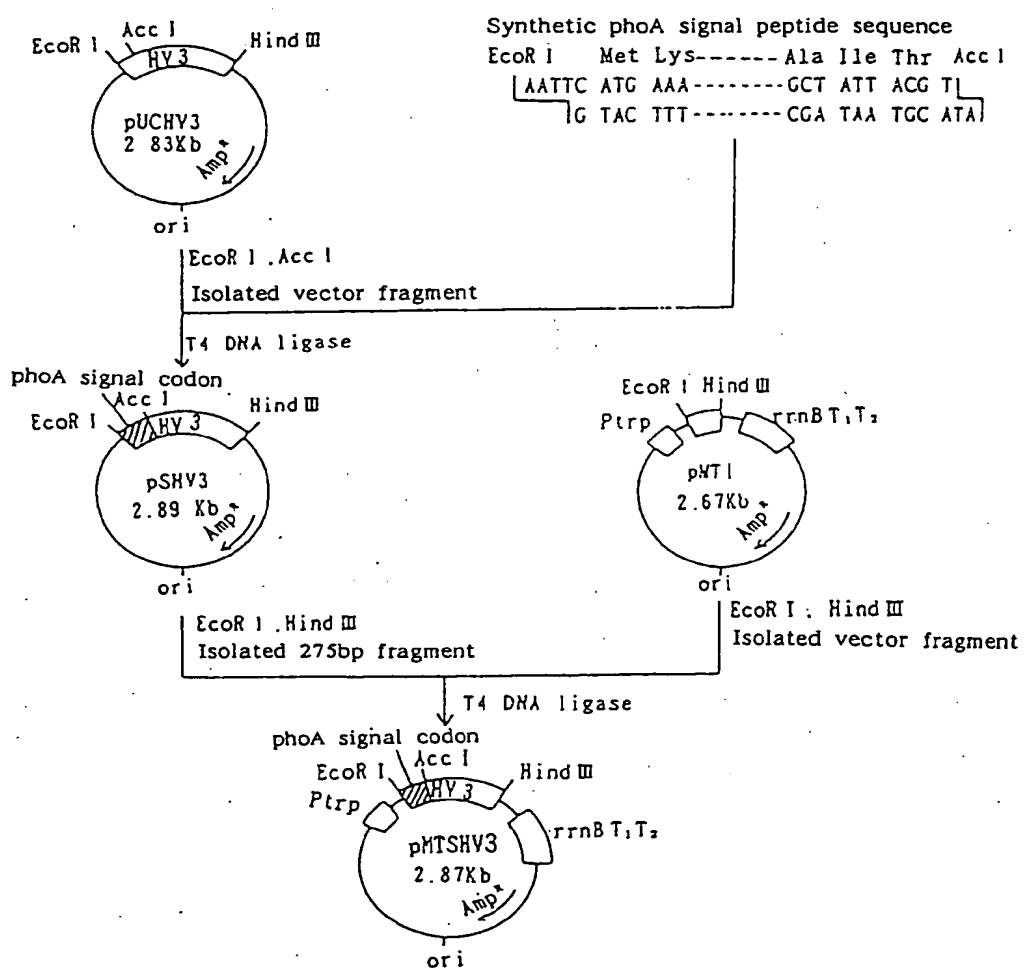 Acc I
EcoR I
Hind III
HV3
pUCHV3
2 83Kb
Amp^R
ori
Synthetic phoA signal peptide sequence
EcoR I Met Lys------- Ala Ile Thr Acc I
AATTC ATG AAA--------GCT ATT ACG T
G TAC TTT--------CGA TAA TGC ATA
EcoR I .Acc I
Isolated vector fragment
T4 DNA ligase
phoA signal codon
Acc I
EcoR I
Hind III
HV3
pSHV3
2.89 Kb
Amp^R
ori
EcoR I Hind III
Ptrp
rrnB T₁T₂
pMT1
2.67Kb
Amp^R
ori
EcoR I .Hind III
Isolated 275bp fragment
EcoR I . Hind III
Isolated vector fragment
T4 DNA ligase
phoA signal codon
Acc I
EcoR I
Hind III
Ptrp
HV3
rrnB T₁T₂
pMTSHV3
2.87Kb
Amp^R
ori